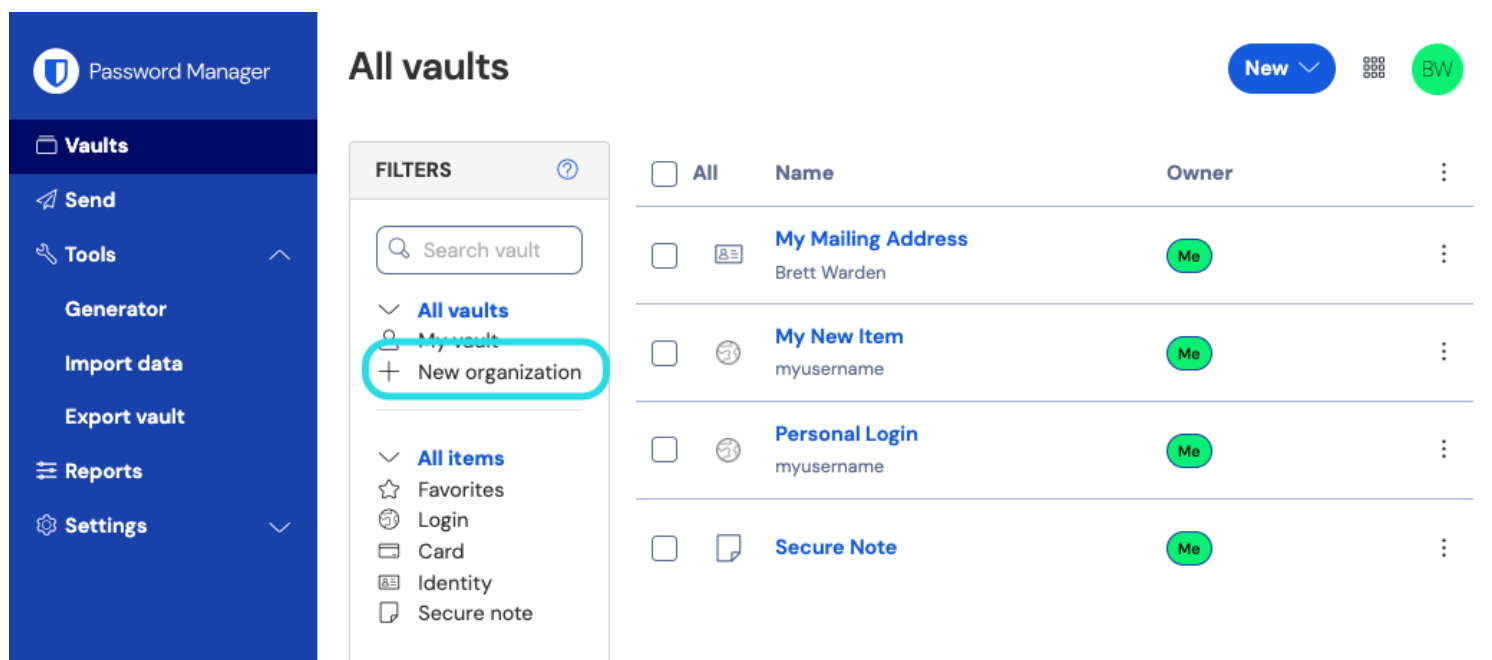 Password Manager
Vaults
Send
Tools
Generator
Import data
Export vault
Reports
Settings
All vaults
New
BW
FILTERS
?
Search vault
All vaults
My vault
New organization
All items
Favorites
Login
Card
Identity
Secure note
All Name Owner
My Mailing Address
Brett Warden
Me
My New Item
myusername
Me
Personal Login
myusername
Me
Secure Note
Me